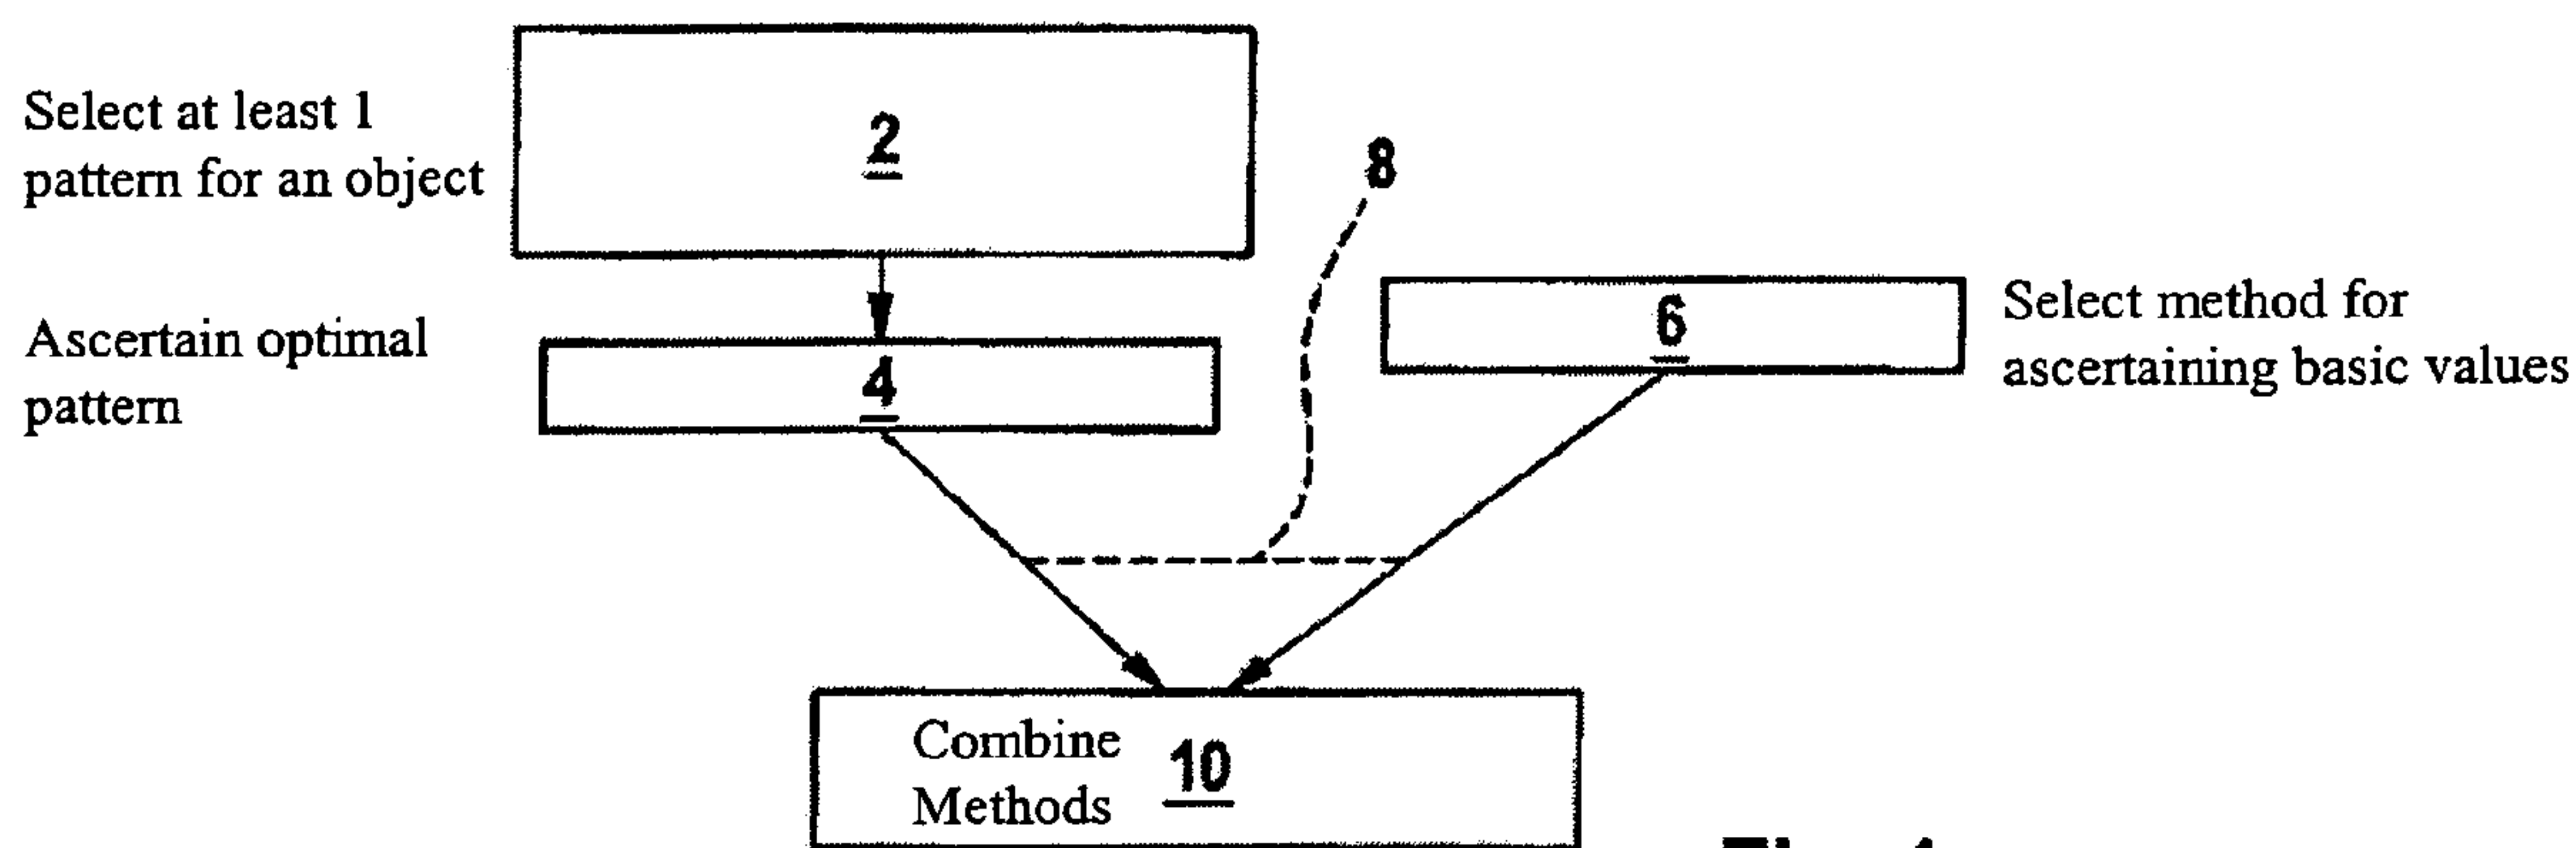 Select at least 1
pattern for an object
2
8
Ascertain optimal
pattern
4
6
Select method for
ascertaining basic values
Combine
Methods
10